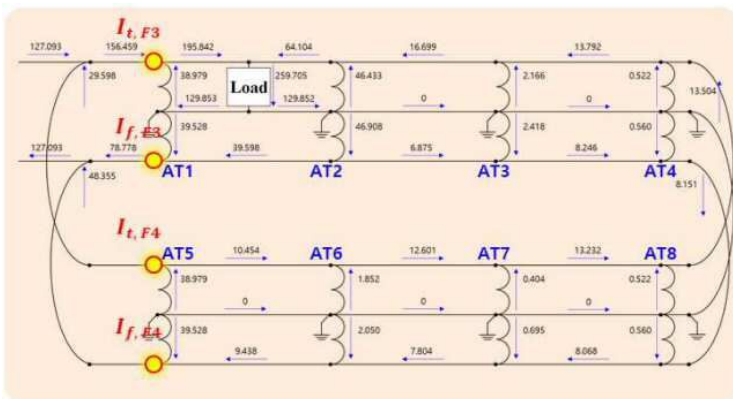 I_t, F3
127.093 156.459 195.842 64.104 16.699 13.792
29.598 38.979 Load 259.705 46.433 2.166 0.522 13.504
129.853 129.852 0 0
I_f, F3 39.528 46.908 2.418 0.560
127.093 78.778 39.598 6.875 8.246
48.355 AT1 AT2 AT3 AT4 8.151
I_t, F4
AT5 10.454 AT6 12.601 AT7 13.232 AT8
38.979 1.852 0.404 0.522
0 0 0
I_f, F4 39.528 2.050 0.695 0.560
9.438 7.804 8.068